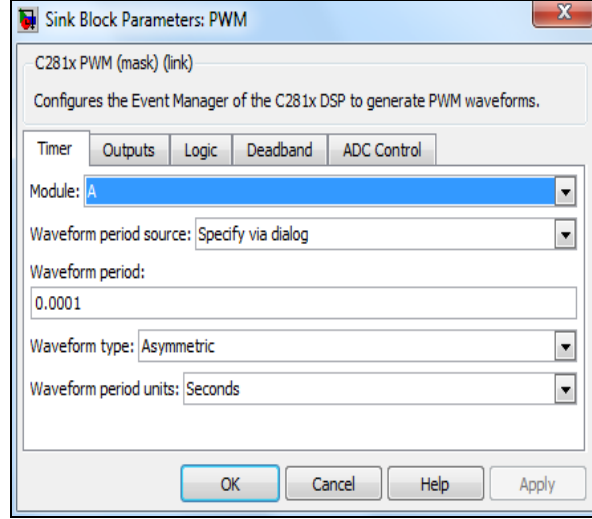 Sink Block Parameters: PWM
X
C281x PWM (mask) (link)
Configures the Event Manager of the C281x DSP to generate PWM waveforms.
Timer Outputs Logic Deadband ADC Control
Module: A
Waveform period source: Specify via dialog
Waveform period:
0.0001
Waveform type: Asymmetric
Waveform period units: Seconds
OK Cancel Help Apply